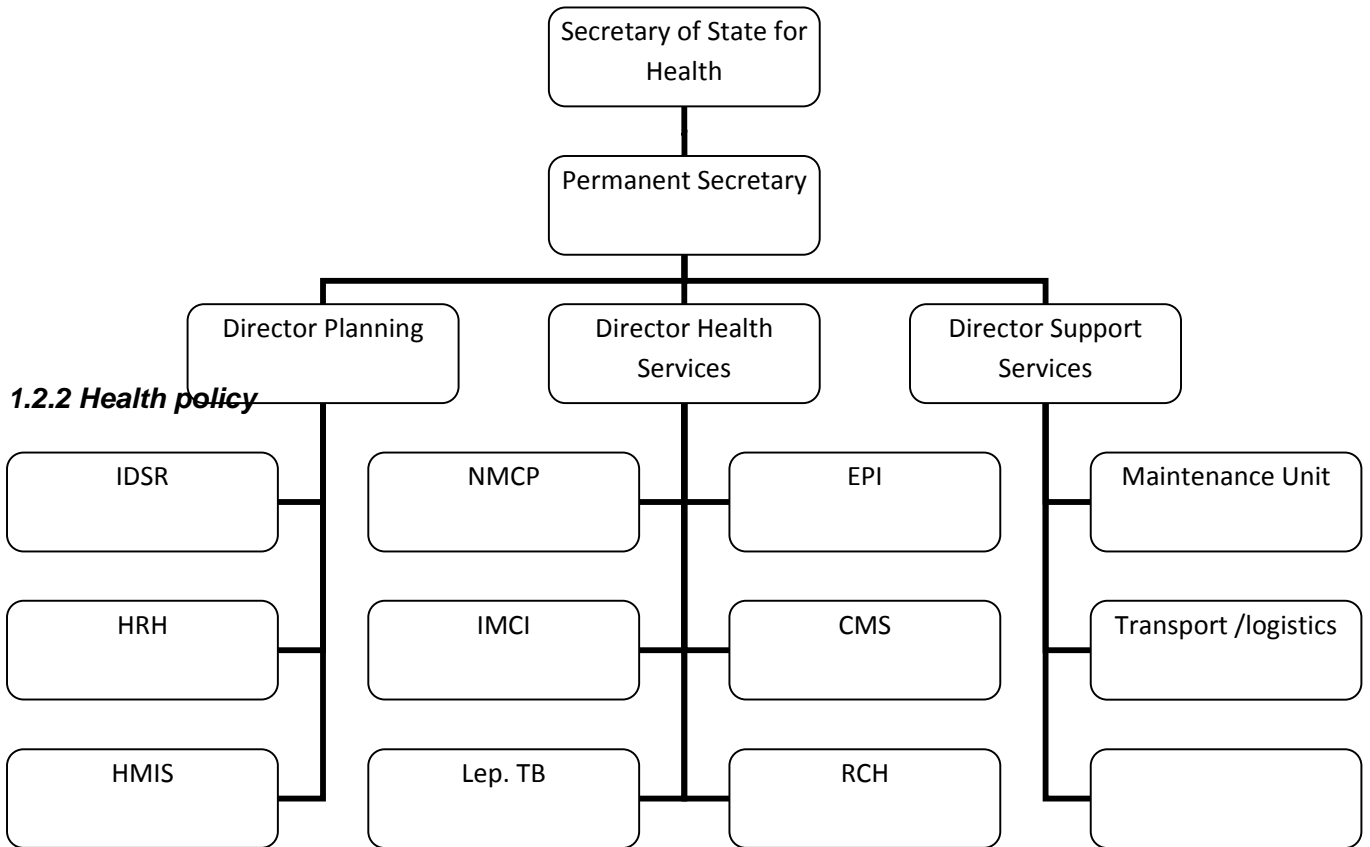 Secretary of State for
Health
Permanent Secretary
Director Planning
Director Health
Services
Director Support
Services
1.2.2 Health policy
IDSR
NMCP
EPI
Maintenance Unit
HRH
IMCI
CMS
Transport /logistics
HMIS
Lep. TB
RCH